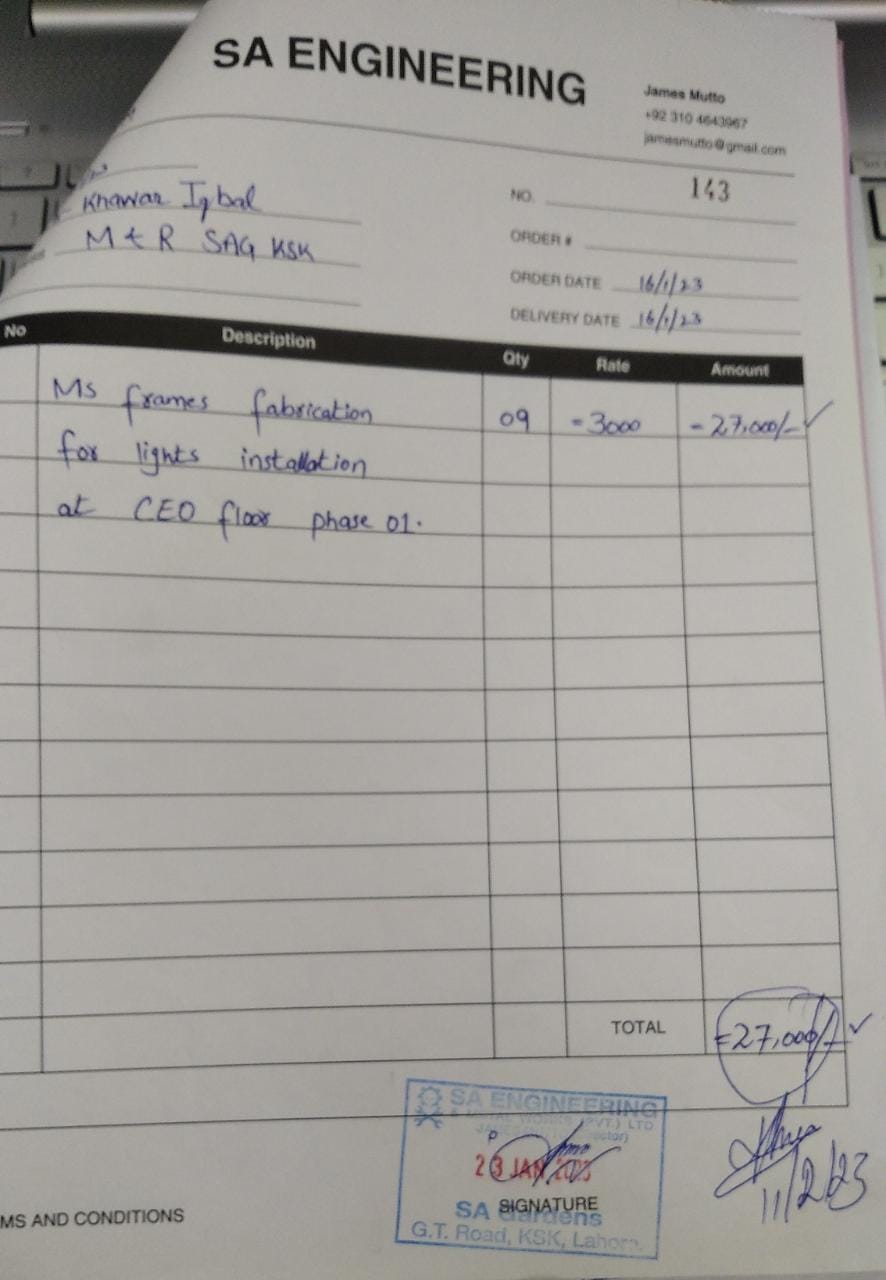 SA ENGINEERING
James Mutto
+92 310 4643967
jamesmutto@gmail.com
Khawar Iqbal
M & R SAG KSK
NO. 143
ORDER #
ORDER DATE 16/1/23
DELIVERY DATE 16/1/23
No Description Qty Rate Amount
Ms frames fabrication 09 =3000 =27,000/-
for lights installation
at CEO floor phase 01.
TOTAL =27,000/-
SA ENGINEERING
WORKS (PVT.) LTD
23 JAN 2023
SIGNATURE
SA Gardens
G.T. Road, KSK, Lahore.
11/2/23
MS AND CONDITIONS